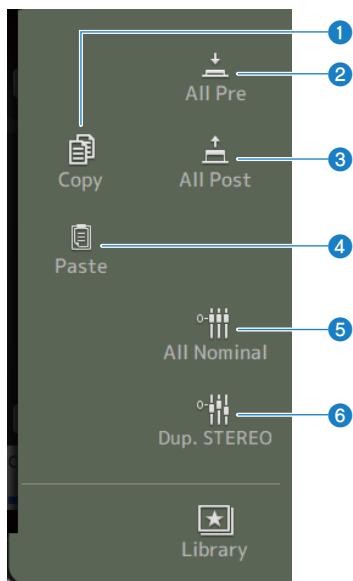 1
2
All Pre
3
Copy
All Post
4
Paste
5
All Nominal
6
Dup. STEREO
Library